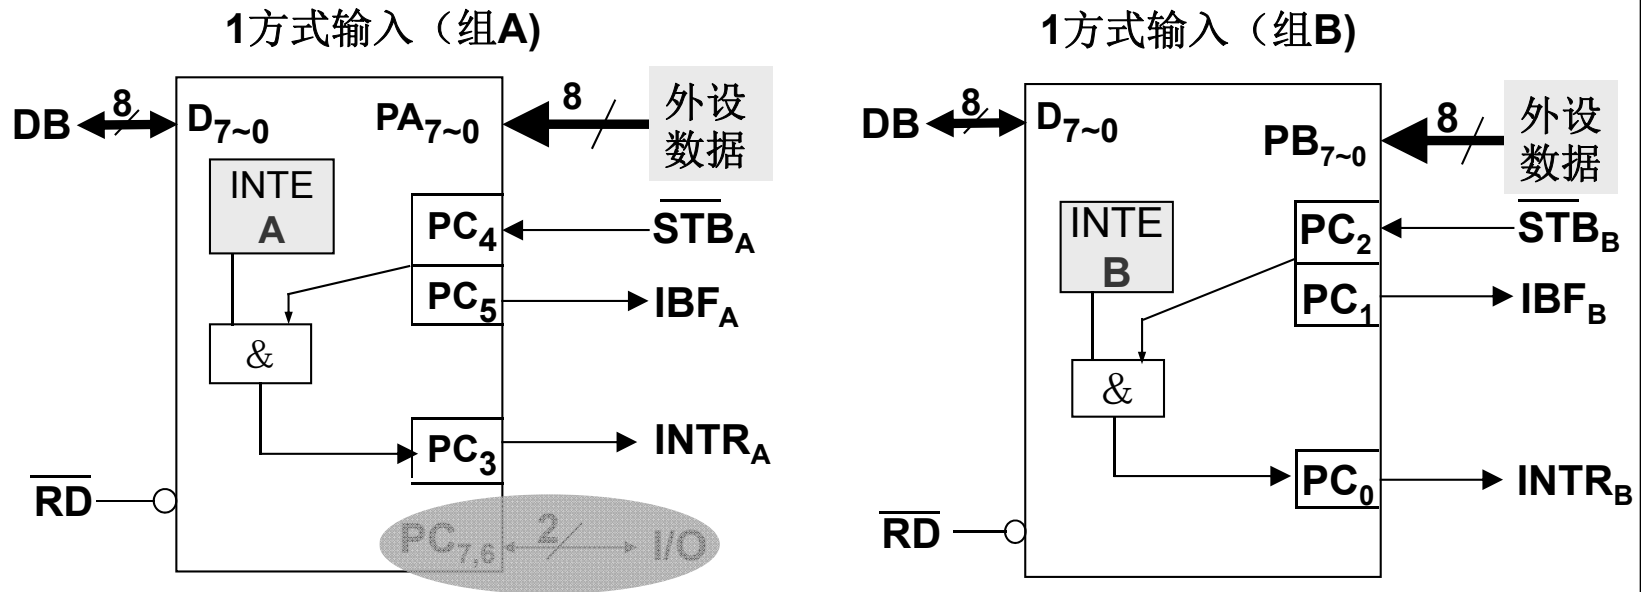 1方式输入（组A)
DB
8
D7~0
PA7~0
8
外设
数据
INTE
A
PC4
STBA
PC5
IBFA
&
PC3
INTRA
RD
PC7,6
2
I/O
1方式输入（组B)
DB
8
D7~0
PB7~0
8
外设
数据
INTE
B
PC2
STBB
PC1
IBFB
&
PC0
INTRB
RD